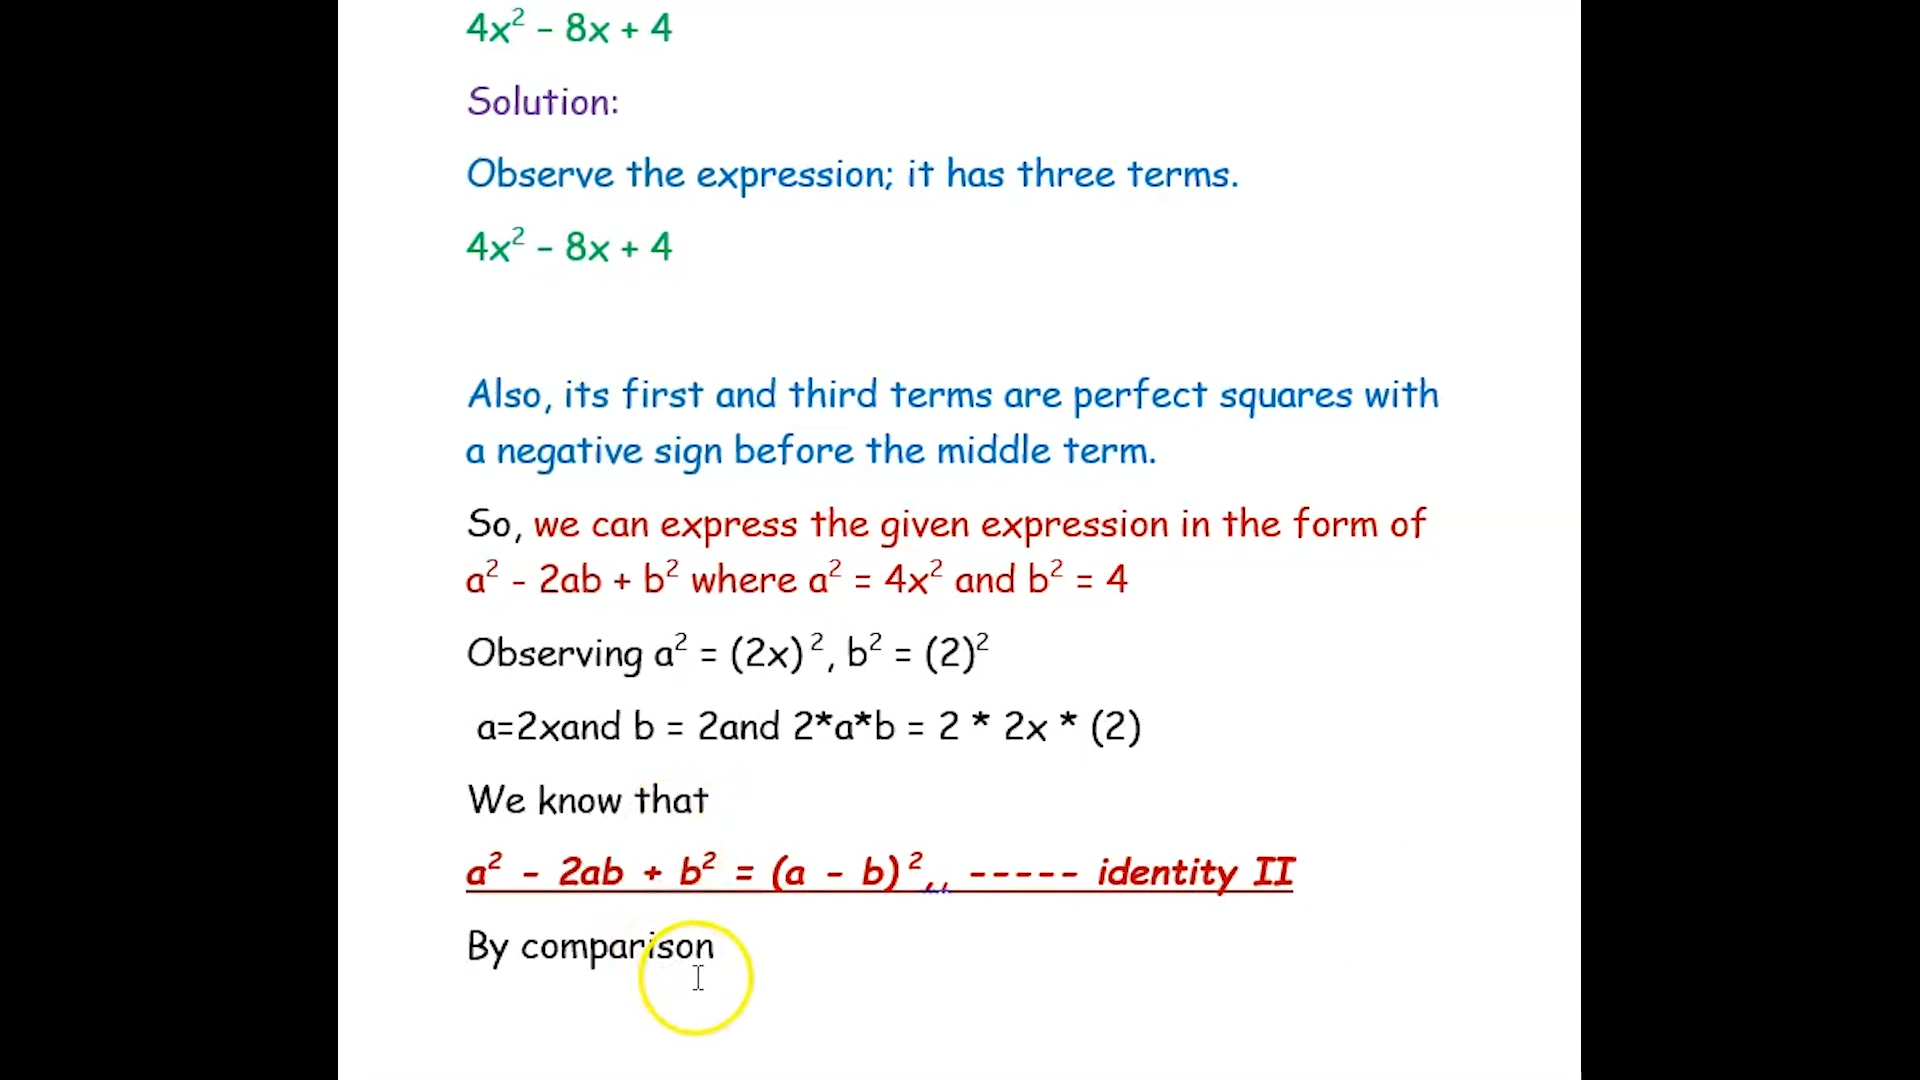 4x² – 8x + 4
Solution:
Observe the expression; it has three terms.
4x² – 8x + 4
Also, its first and third terms are perfect squares with
a negative sign before the middle term.
So, we can express the given expression in the form of
a² - 2ab + b² where a² = 4x² and b² = 4
Observing a² = (2x) ², b² = (2)²
a=2xand b = 2and 2*a*b = 2 * 2x * (2)
We know that
a² - 2ab + b² = (a - b) ²,, ----- identity II
By comparison